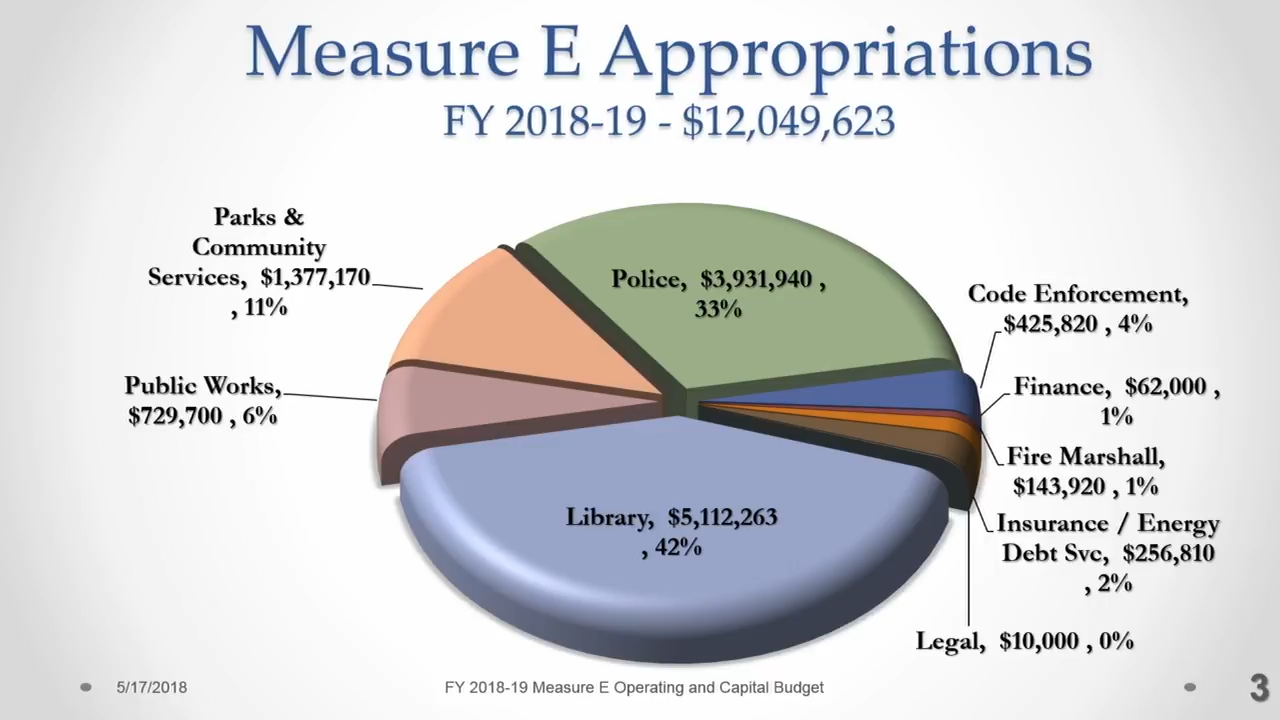 Measure E Appropriations
FY 2018-19 - $12,049,623
Parks &
Community
Services,  $1,377,170
, 11%
Police,  $3,931,940 ,
33%
Code Enforcement,
$425,820 , 4%
Public Works,
$729,700 , 6%
Finance,  $62,000 ,
1%
Fire Marshall,
$143,920 , 1%
Library,  $5,112,263
, 42%
Insurance / Energy
Debt Svc,  $256,810
, 2%
Legal,  $10,000 , 0%
5/17/2018
FY 2018-19 Measure E Operating and Capital Budget
3